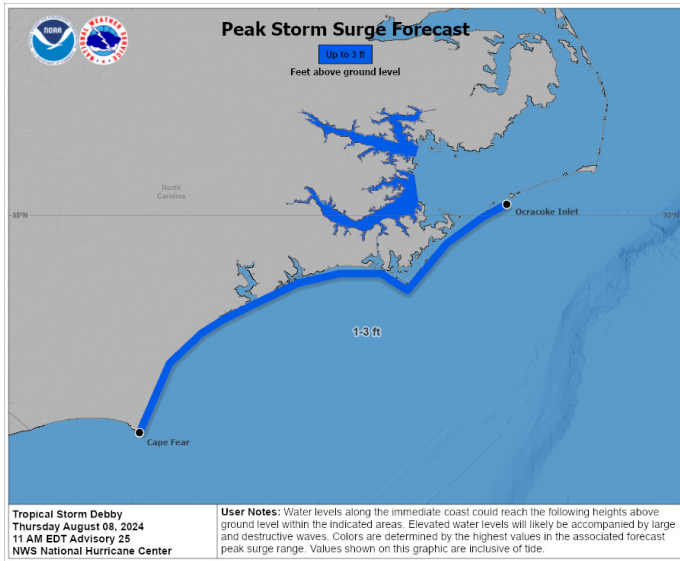 NOAA
NATIONAL WEATHER SERVICE
Peak Storm Surge Forecast
Up to 3 ft
Feet above ground level
North
Carolina
35°N
35°N
Ocracoke Inlet
1-3 ft
Cape Fear
Tropical Storm Debby
Thursday August 08, 2024
11 AM EDT Advisory 25
NWS National Hurricane Center
User Notes: Water levels along the immediate coast could reach the following heights above
ground level within the indicated areas. Elevated water levels will likely be accompanied by large
and destructive waves. Colors are determined by the highest values in the associated forecast
peak surge range. Values shown on this graphic are inclusive of tide.